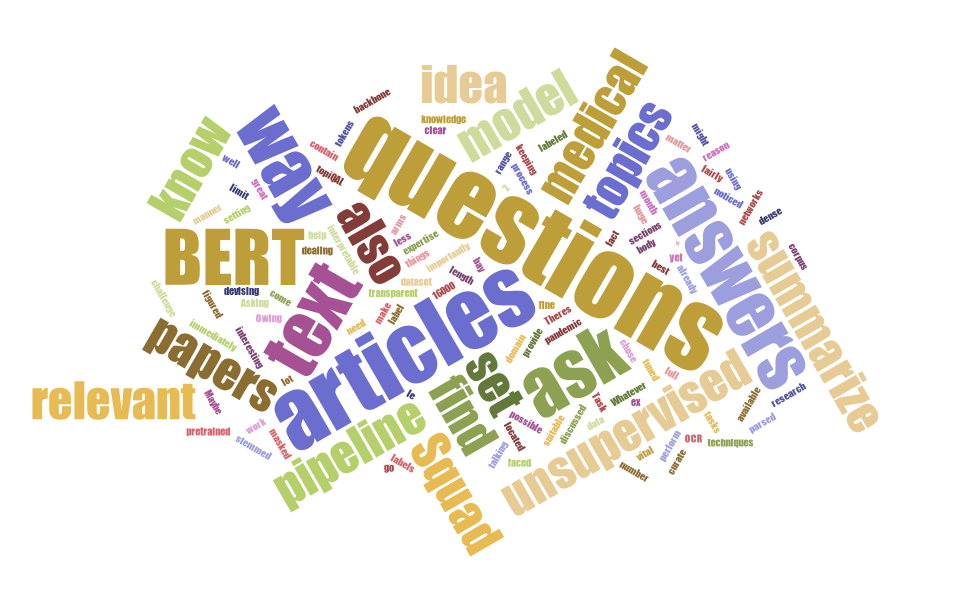 questions
articles
answers
BERT
text
way
ask
medical
topics
unsupervised
summarize
relevant
papers
pipeline
squad
find
set
also
know
idea
model
backbone
tokens
contain
topiQAL
well
great
limit
manner
setting
knowledge
clear
labeled
keeping
range
process
2
might
matter
reason
fairly
using
noticed
networks
dense
month
huge
sections
body
fact
yet
x
best
already
corpus
arms
less
expertise
things
importantly
help
interpretable
dealing
devising
come
Asking
Owing
figured
challenge
immediately
interesting
lot
Maybe
dataset
transparent
length
bay
16000
make
label
need
fine
Theres
pandemic
provide
domain
chose
tuned
full
Task
Whatever
ex
ie
possible
located
suitable
discussed
data
talking
faced
pretrained
work
stemmed
masked
labels
go
available
research
parsed
tasks
OCR
techniques
perform
vital
curate
number